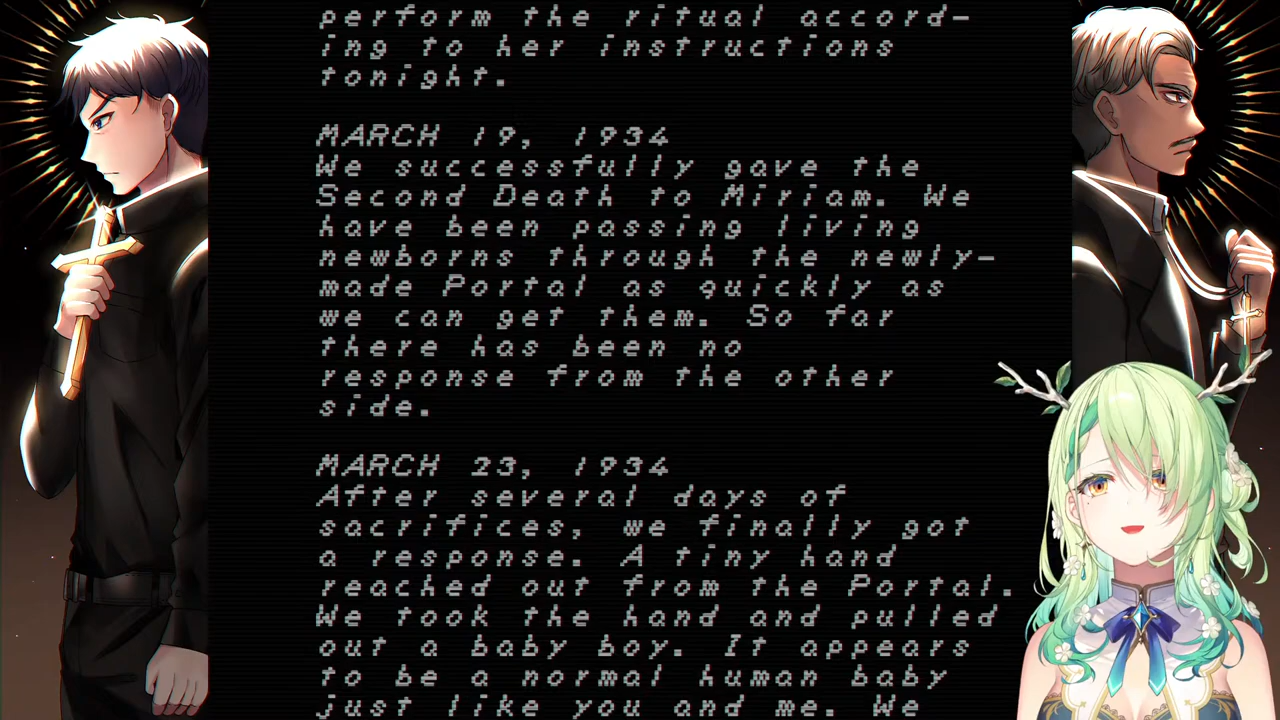 perform the ritual accord-
ing to her instructions
tonight.
MARCH 19, 1934
We successfully gave the
Second Death to Miriam. We
have been passing living
newborns through the newly-
made Portal as quickly as
we can get them. So far
there has been no
response from the other
side.
MARCH 23, 1934
After several days of
sacrifices, we finally got
a response. A tiny hand
reached out from the Portal.
We took the hand and pulled
out a baby boy. It appears
to be a normal human baby
just like you and me. We